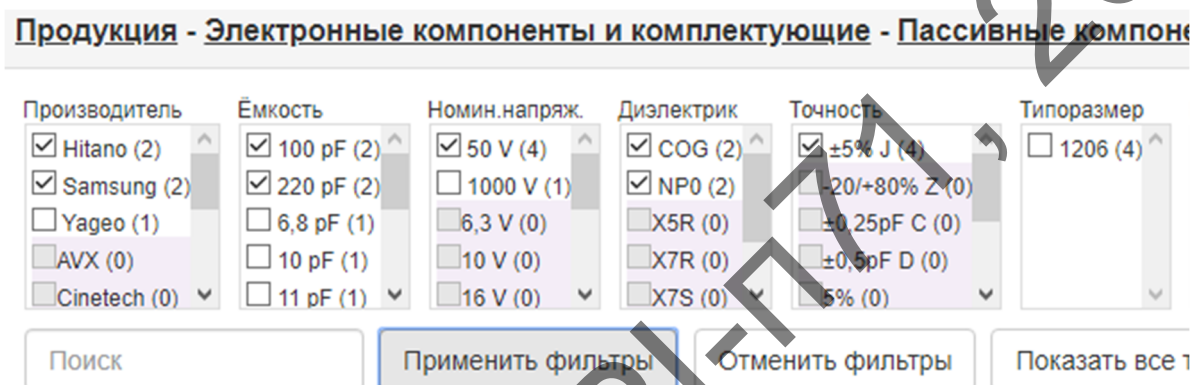 Продукция - Электронные компоненты и комплектующие - Пассивные
Производитель Ёмкость Номин.напряж. Диэлектрик Точность Типоразмер
Hitano (2) 100 pF (2) 50 V (4) COG (2) ±5% J (4) 1206 (4)
Samsung (2) 220 pF (2) 1000 V (1) NP0 (2) -20/+80% Z (0)
Yageo (1) 6,8 pF (1) 6,3 V (0) X5R (0) ±0,25pF C (0)
AVX (0) 10 pF (1) 10 V (0) X7R (0) ±0,5pF D (0)
Cinetech (0) 11 pF (1) 16 V (0) X7S (0) 5% (0)
Поиск Применить фильтры Отменить фильтры Показать все